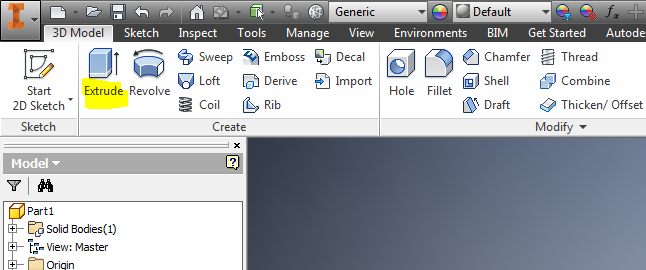 Generic Default fx
3D Model Sketch Inspect Tools Manage View Environments BIM Get Started Autode
Start
2D Sketch
Extrude Revolve
Sweep Emboss Decal
Loft Derive Import
Coil Rib
Hole Fillet
Chamfer Thread
Shell Combine
Draft Thicken/ Offset
Sketch Create Modify
Model
Part1
Solid Bodies(1)
View: Master
Origin